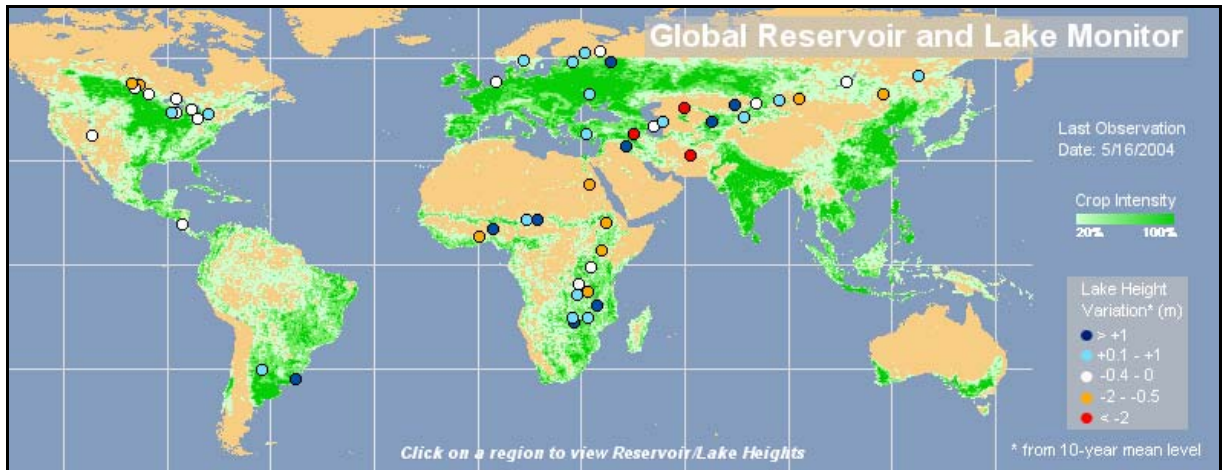 Global Reservoir and Lake Monitor
Last Observation
Date: 5/16/2004
Crop Intensity
20% 100%
Lake Height
Variation* (m)
> +1
+0.1 - +1
-0.4 - 0
-2 - -0.5
< -2
Click on a region to view Reservoir/Lake Heights
* from 10-year mean level